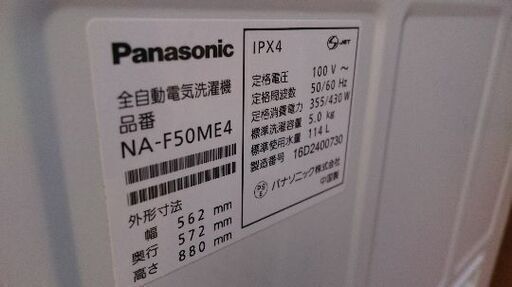 Panasonic
全自動電気洗濯機
品番
NA-F50ME4
外形寸法
幅 562 mm
奥行 572 mm
高さ 880 mm
IPX4
JET
定格電圧 100 V ～
定格周波数 50/60 Hz
定格消費電力 355/430 W
標準洗濯容量 5.0 kg
標準使用水量 114 L
製造番号 16D2400730
PS
E
パナソニック株式会社
中国製